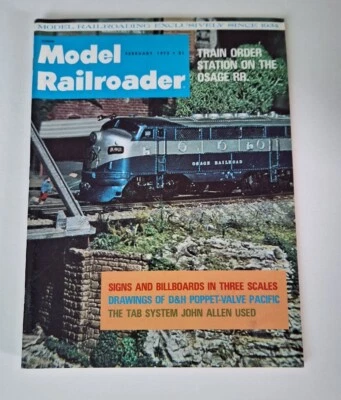 MODEL RAILROADING EXCLUSIVELY SINCE 1934
Model
Railroader
FEBRUARY
TRAIN ORDER
STATION ON THE
OSAGE RR.
OSAGE RAILROAD
SIGNS AND BILLBOARDS IN THREE SCALES
DRAWINGS OF D&H POPPET-VALVE PACIFIC
THE TAB SYSTEM JOHN ALLEN USED